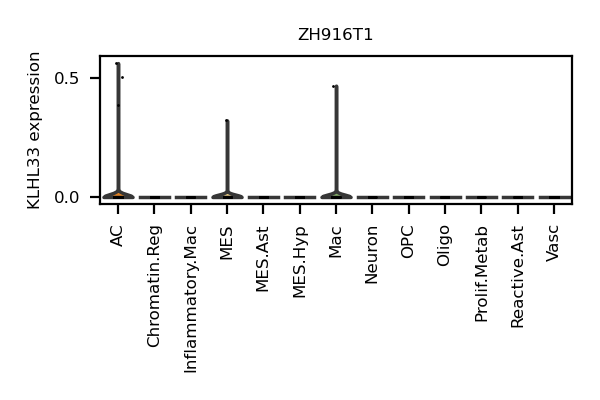 ZH916T1
KLHL33 expression
0.5
0.0
AC
Chromatin.Reg
Inflammatory.Mac
MES
MES.Ast
MES.Hyp
Mac
Neuron
OPC
Oligo
Prolif.Metab
Reactive.Ast
Vasc